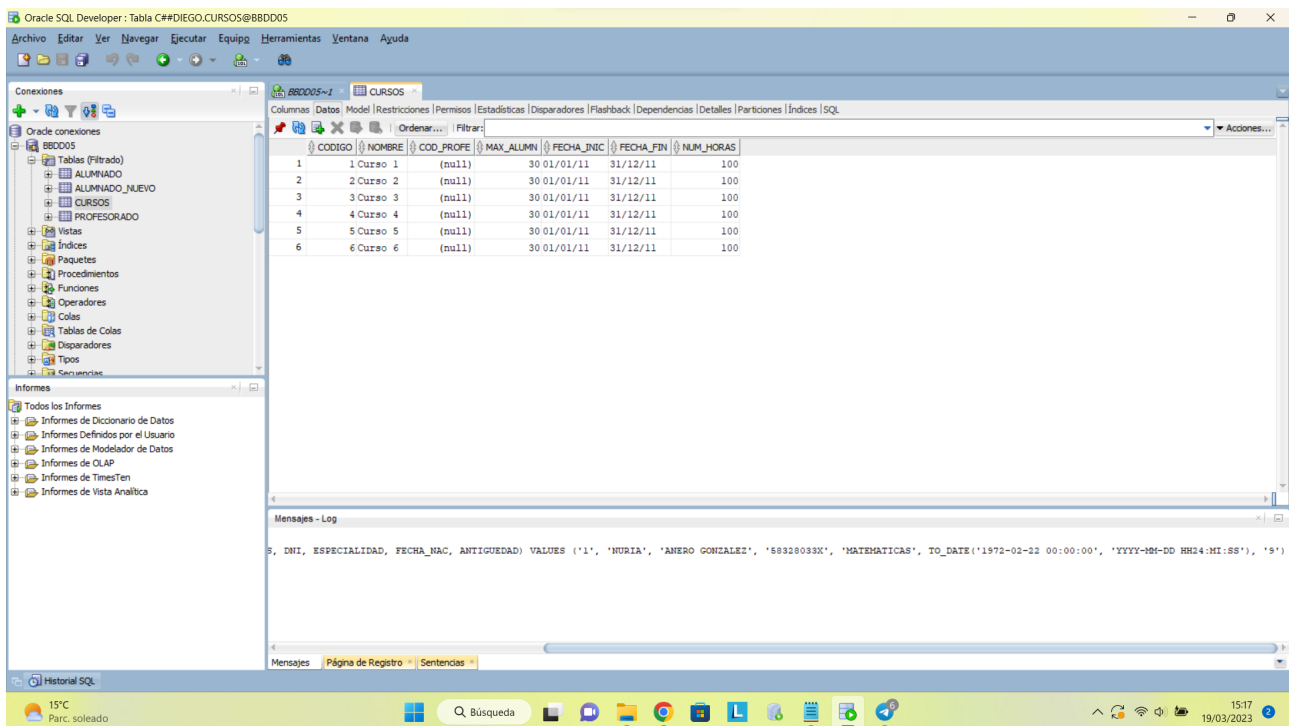 Oracle SQL Developer : Tabla C##DIEGO.CURSOS@BBDD05
Archivo Editar Ver Navegar Ejecutar Equipo Herramientas Ventana Ayuda
Conexiones
Oracle conexiones
BBDD05
Tablas (Filtrado)
ALUMNADO
ALUMNADO_NUEVO
CURSOS
PROFESORADO
Vistas
Índices
Paquetes
Procedimientos
Funciones
Operadores
Colas
Tablas de Colas
Disparadores
Tipos
Secuencias
Informes
Todos los Informes
Informes de Diccionario de Datos
Informes Definidos por el Usuario
Informes de Modelador de Datos
Informes de OLAP
Informes de TimesTen
Informes de Vista Analítica
BBDD05~1 CURSOS
Columnas Datos Model |Restricciones |Permisos |Estadísticas |Disparadores |Flashback |Dependencias |Detalles |Particiones |Índices |SQL
Ordenar... Filtrar: Acciones...
CODIGO NOMBRE COD_PROFE MAX_ALUMN FECHA_INIC FECHA_FIN NUM_HORAS
1 1 Curso 1 (null) 30 01/01/11 31/12/11 100
2 2 Curso 2 (null) 30 01/01/11 31/12/11 100
3 3 Curso 3 (null) 30 01/01/11 31/12/11 100
4 4 Curso 4 (null) 30 01/01/11 31/12/11 100
5 5 Curso 5 (null) 30 01/01/11 31/12/11 100
6 6 Curso 6 (null) 30 01/01/11 31/12/11 100
Mensajes - Log
S, DNI, ESPECIALIDAD, FECHA_NAC, ANTIGUEDAD) VALUES ('1', 'NURIA', 'ANERO GONZALEZ', '58328033X', 'MATEMATICAS', TO_DATE('1972-02-22 00:00:00', 'YYYY-MM-DD HH24:MI:SS'), '9')
Mensajes Página de Registro Sentencias
Historial SQL
15°C
Parc. soleado
Búsqueda
L
6
15:17
19/03/2023
2